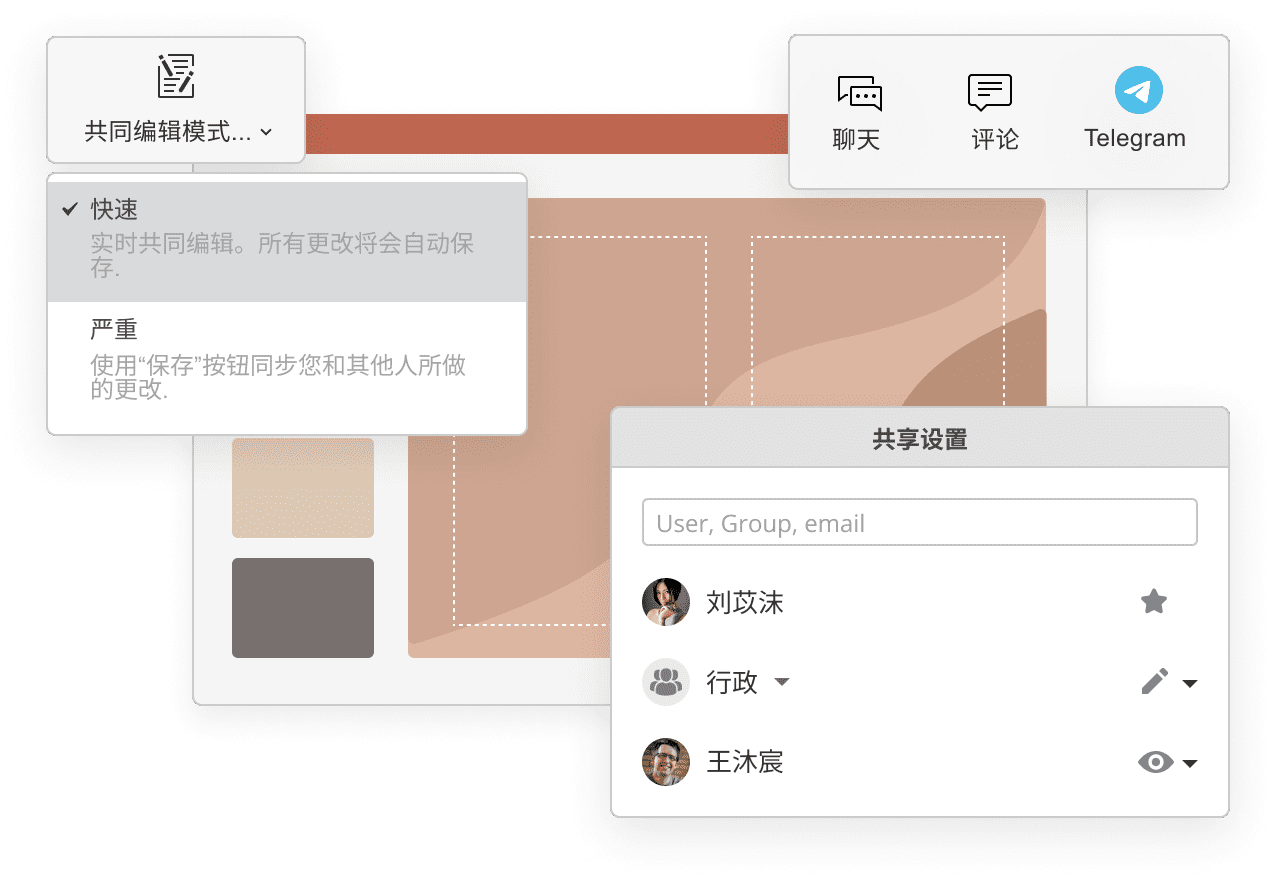 共同编辑模式...
聊天
评论
Telegram
快速
实时共同编辑。所有更改将会自动保
存.
严重
使用“保存”按钮同步您和其他人所做
的更改.
共享设置
User, Group, email
刘苡沫
行政
王沐宸